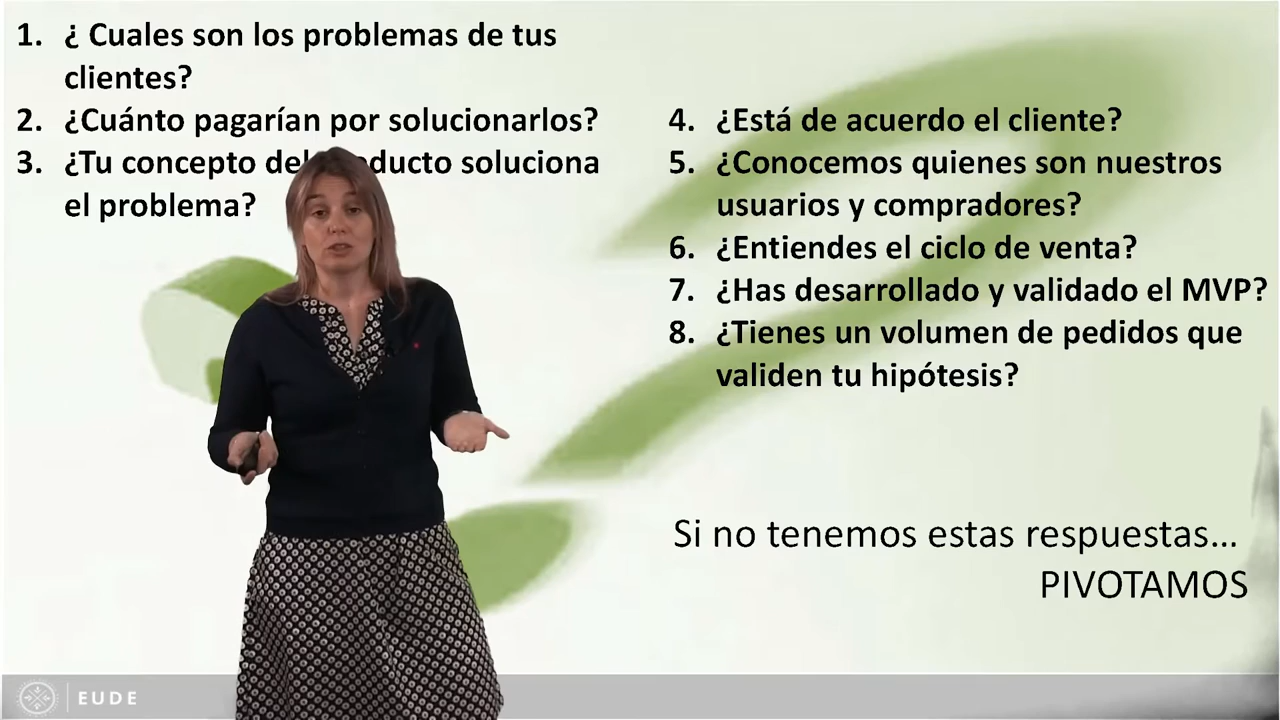 1. ¿ Cuales son los problemas de tus
clientes?
2. ¿Cuánto pagarían por solucionarlos?
3. ¿Tu concepto del producto soluciona
el problema?
4. ¿Está de acuerdo el cliente?
5. ¿Conocemos quienes son nuestros
usuarios y compradores?
6. ¿Entiendes el ciclo de venta?
7. ¿Has desarrollado y validado el MVP?
8. ¿Tienes un volumen de pedidos que
validen tu hipótesis?
Si no tenemos estas respuestas...
PIVOTAMOS
EUDE